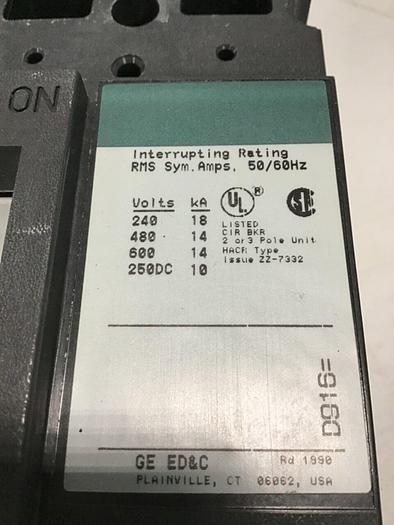 ON
Interrupting Rating
RMS Sym.Amps, 50/60Hz
Volts kA
240 18
480 14
600 14
250DC 10
UL ®
LISTED
CIR BKR
2 or 3 Pole Unit
HACR Type
Issue ZZ-7332
D916=
GE ED&C Rd 1990
PLAINVILLE, CT 06062, USA